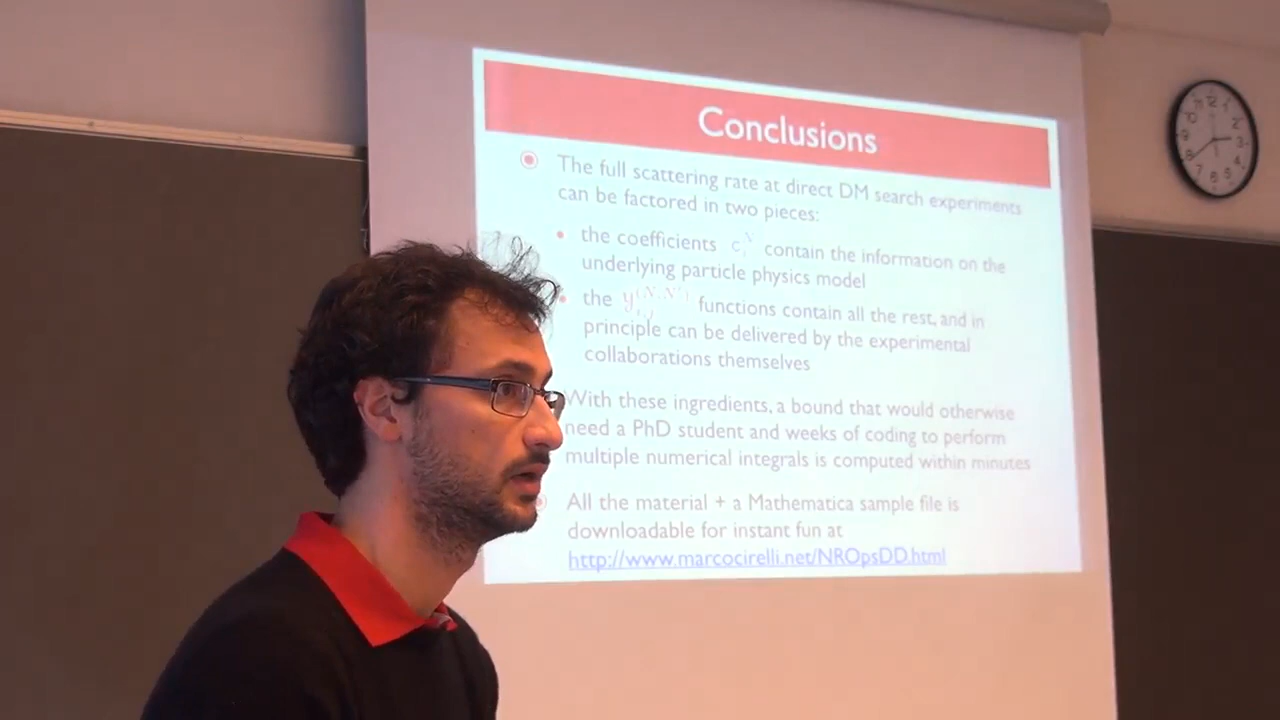 Conclusions
The full scattering rate at direct DM search experiments
can be factored in two pieces:
the coefficients c_i^N contain the information on the
underlying particle physics model
the functions contain all the rest, and in
principle can be delivered by the experimental
collaborations themselves
With these ingredients, a bound that would otherwise
need a PhD student and weeks of coding to perform
multiple numerical integrals is computed within minutes
All the material + a Mathematica sample file is
downloadable for instant fun at
http://www.marcocirelli.net/NROpsDD.html